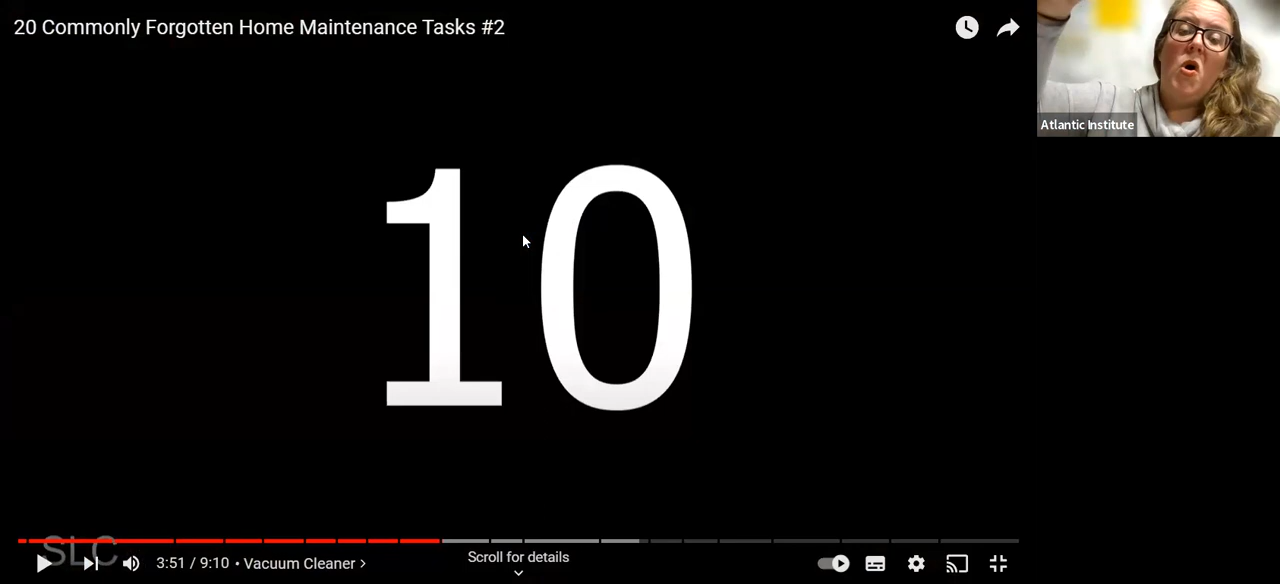 20 Commonly Forgotten Home Maintenance Tasks #2
Atlantic Institute
10
SLC
3:51 / 9:10 • Vacuum Cleaner >
Scroll for details